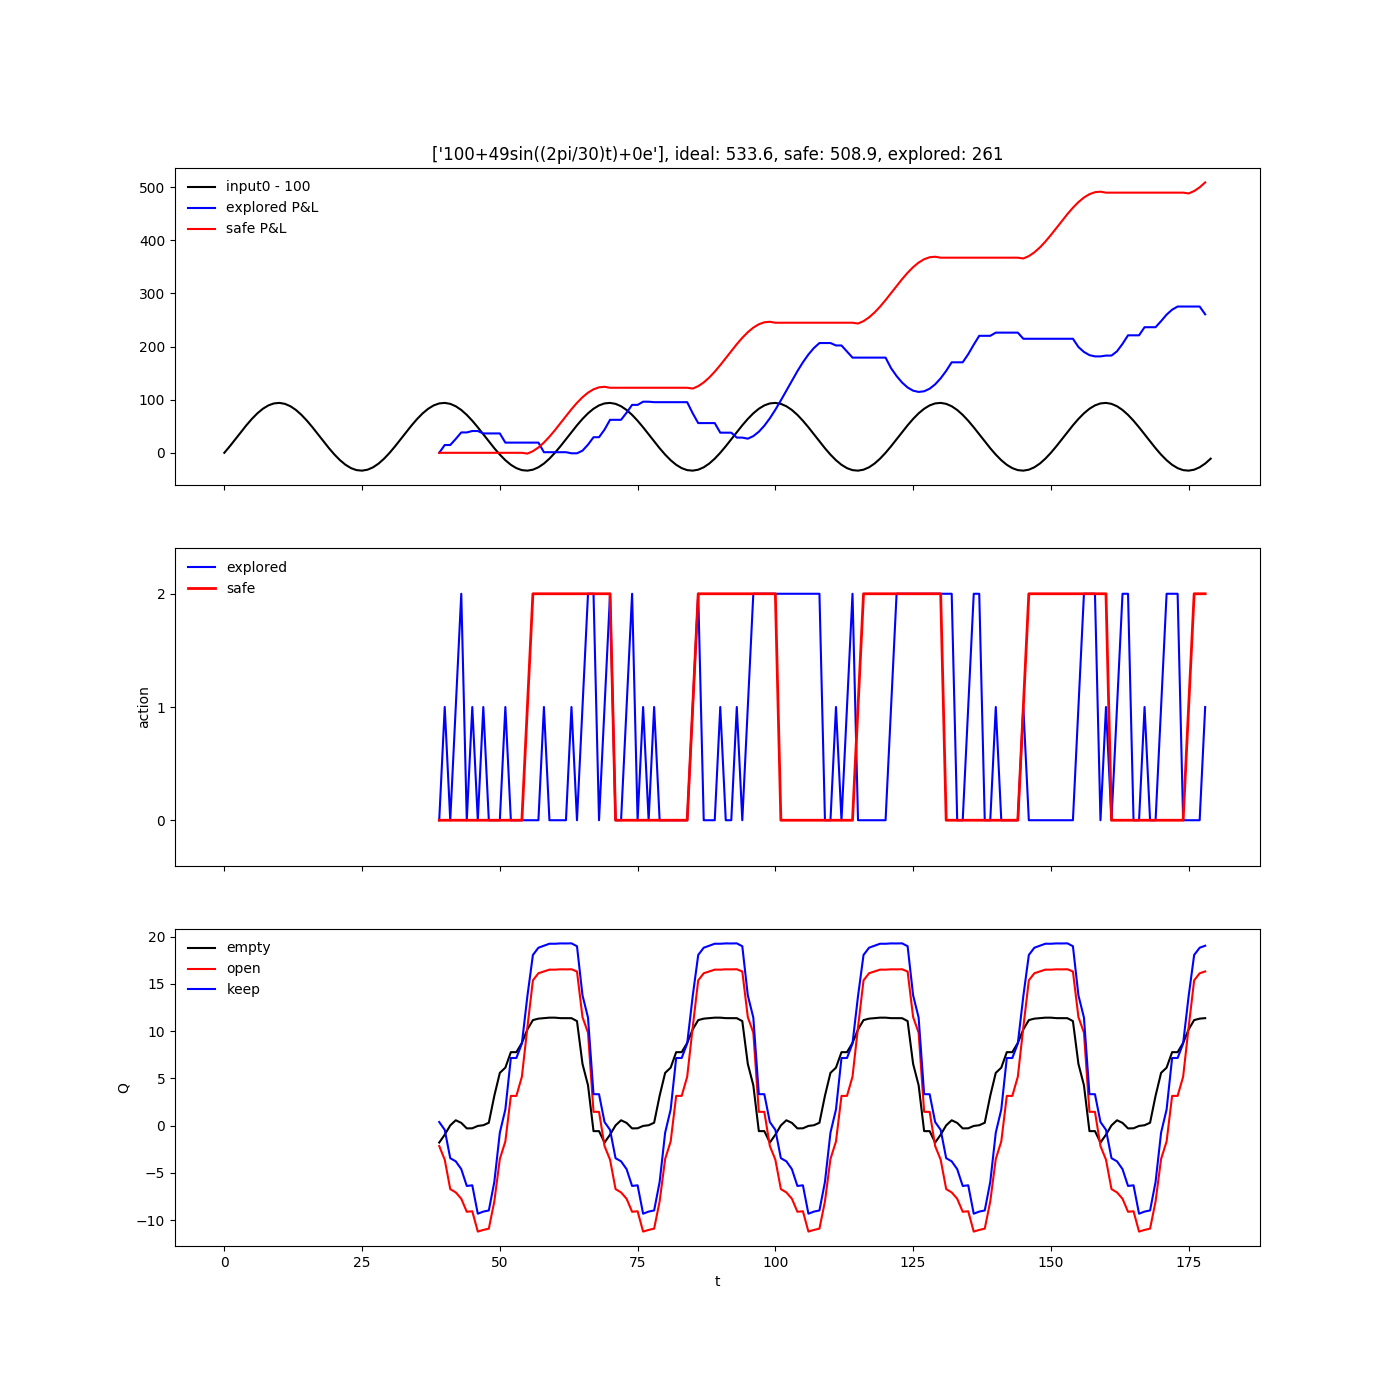 ['100+49sin((2pi/30)t)+0e'], ideal: 533.6, safe: 508.9, explored: 261
500
400
300
200
100
0
input0 - 100
explored P&L
safe P&L
action
2
1
0
explored
safe
Q
20
15
10
5
0
−5
−10
empty
open
keep
0 25 50 75 100 125 150 175
t